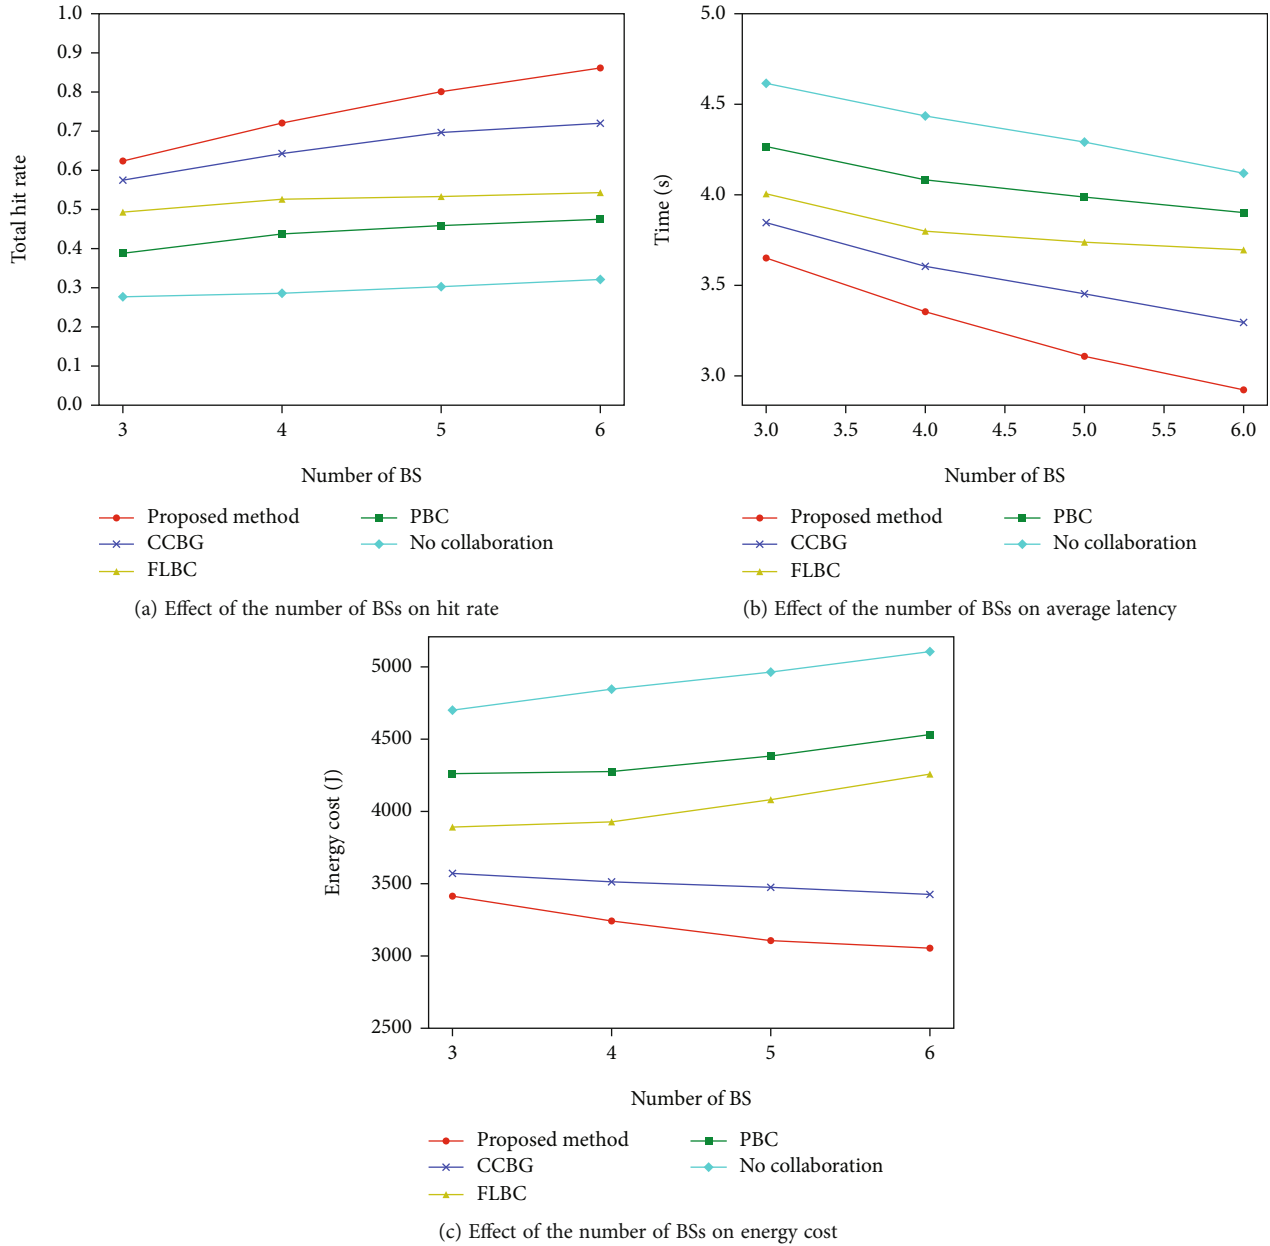 1.0
0.9
0.8
0.7
0.6
0.5
0.4
0.3
0.2
0.1
0.0
Total hit rate
3 4 5 6
Number of BS
Proposed method
CCBG
FLBC
PBC
No collaboration
(a) Effect of the number of BSs on hit rate
5.0
4.5
4.0
3.5
3.0
Time (s)
3.0 3.5 4.0 4.5 5.0 5.5 6.0
Number of BS
Proposed method
CCBG
FLBC
PBC
No collaboration
(b) Effect of the number of BSs on average latency
5000
4500
4000
3500
3000
2500
Energy cost (J)
3 4 5 6
Number of BS
Proposed method
CCBG
FLBC
PBC
No collaboration
(c) Effect of the number of BSs on energy cost